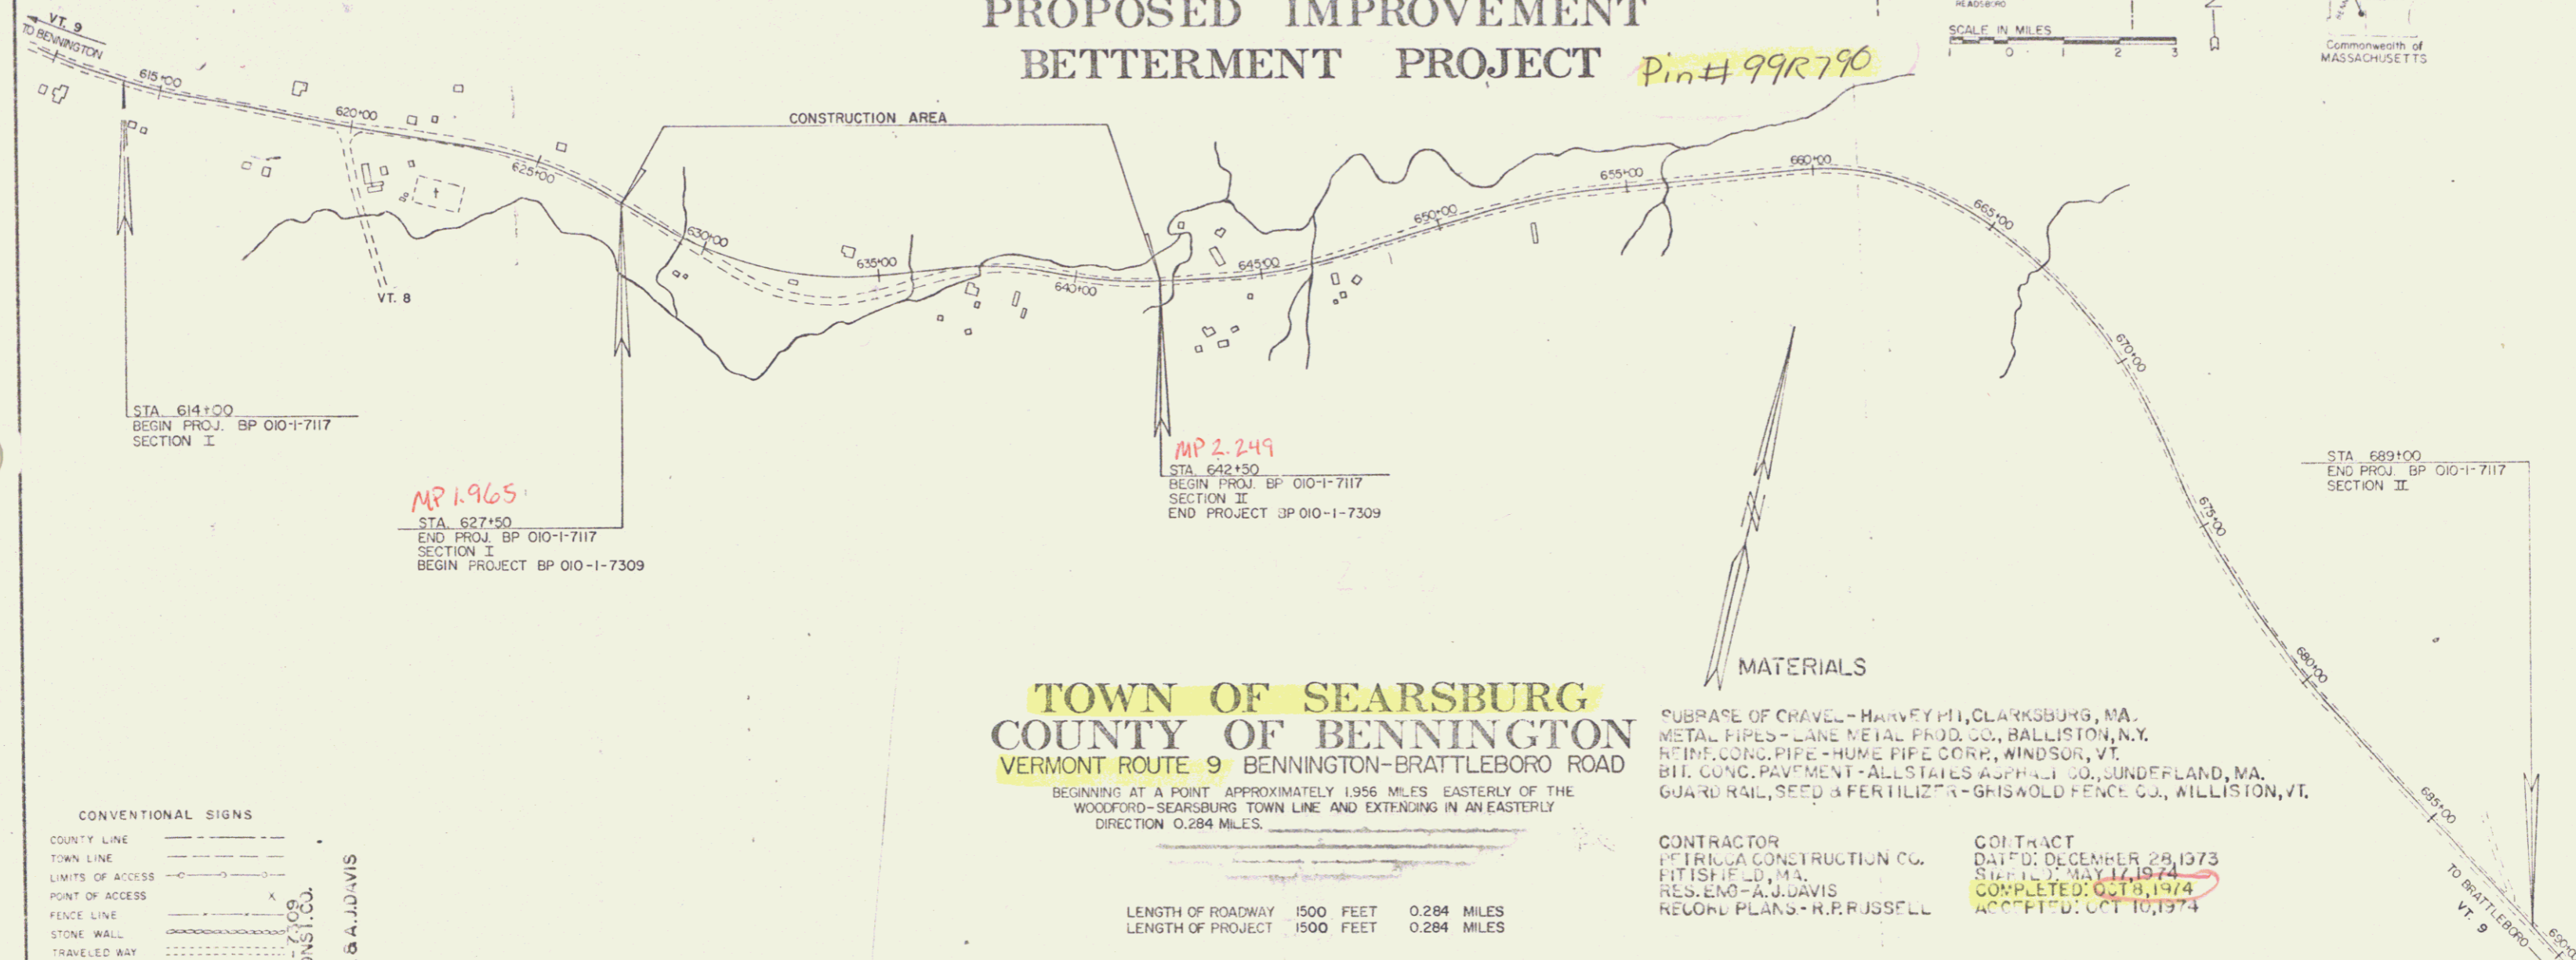 PROPOSED IMPROVEMENT
BETTERMENT PROJECT
Pin# 99R790
READSBORO
SCALE IN MILES
1 0 1 2 3
Commonwealth of
MASSACHUSETTS
VT. 9
TO BENNINGTON
615+00
620+00
625+00
CONSTRUCTION AREA
630+00
635+00
640+00
645+00
650+00
655+00
660+00
665+00
670+00
675+00
680+00
685+00
690+0
VT. 8
STA. 614+00
BEGIN PROJ. BP 010-1-7117
SECTION I
MP 1.965
STA. 627+50
END PROJ. BP 010-1-7117
SECTION I
BEGIN PROJECT BP 010-1-7309
MP 2.249
STA. 642+50
BEGIN PROJ. BP 010-1-7117
SECTION II
END PROJECT BP 010-1-7309
STA. 689+00
END PROJ. BP 010-1-7117
SECTION II
TO BRATTLEBORO
VT. 9
TOWN OF SEARSBURG
COUNTY OF BENNINGTON
VERMONT ROUTE 9 BENNINGTON-BRATTLEBORO ROAD
BEGINNING AT A POINT APPROXIMATELY 1.956 MILES EASTERLY OF THE
WOODFORD-SEARSBURG TOWN LINE AND EXTENDING IN AN EASTERLY
DIRECTION 0.284 MILES.
LENGTH OF ROADWAY 1500 FEET 0.284 MILES
LENGTH OF PROJECT 1500 FEET 0.284 MILES
MATERIALS
SUBBASE OF GRAVEL-HARVEY PIT, CLARKSBURG, MA.
METAL PIPES-LANE METAL PROD. CO., BALLISTON, N.Y.
REINF. CONC. PIPE-HUME PIPE CORP., WINDSOR, VT.
BIT. CONC. PAVEMENT-ALLSTATES ASPHALT CO., SUNDERLAND, MA.
GUARD RAIL, SEED & FERTILIZER-GRISWOLD FENCE CO., WILLISTON, VT.
CONTRACTOR
PETRICCA CONSTRUCTION CO.
PITTSFIELD, MA.
RES. ENG-A.J. DAVIS
RECORD PLANS-R.P. RUSSELL
CONTRACT
DATED: DECEMBER 28, 1973
STARTED: MAY 17, 1974
COMPLETED: OCT 8, 1974
ACCEPTED: OCT 10, 1974
CONVENTIONAL SIGNS
COUNTY LINE
TOWN LINE
LIMITS OF ACCESS
POINT OF ACCESS X
FENCE LINE
STONE WALL
TRAVELED WAY
-7309
ONST. CO.
& A.J. DAVIS